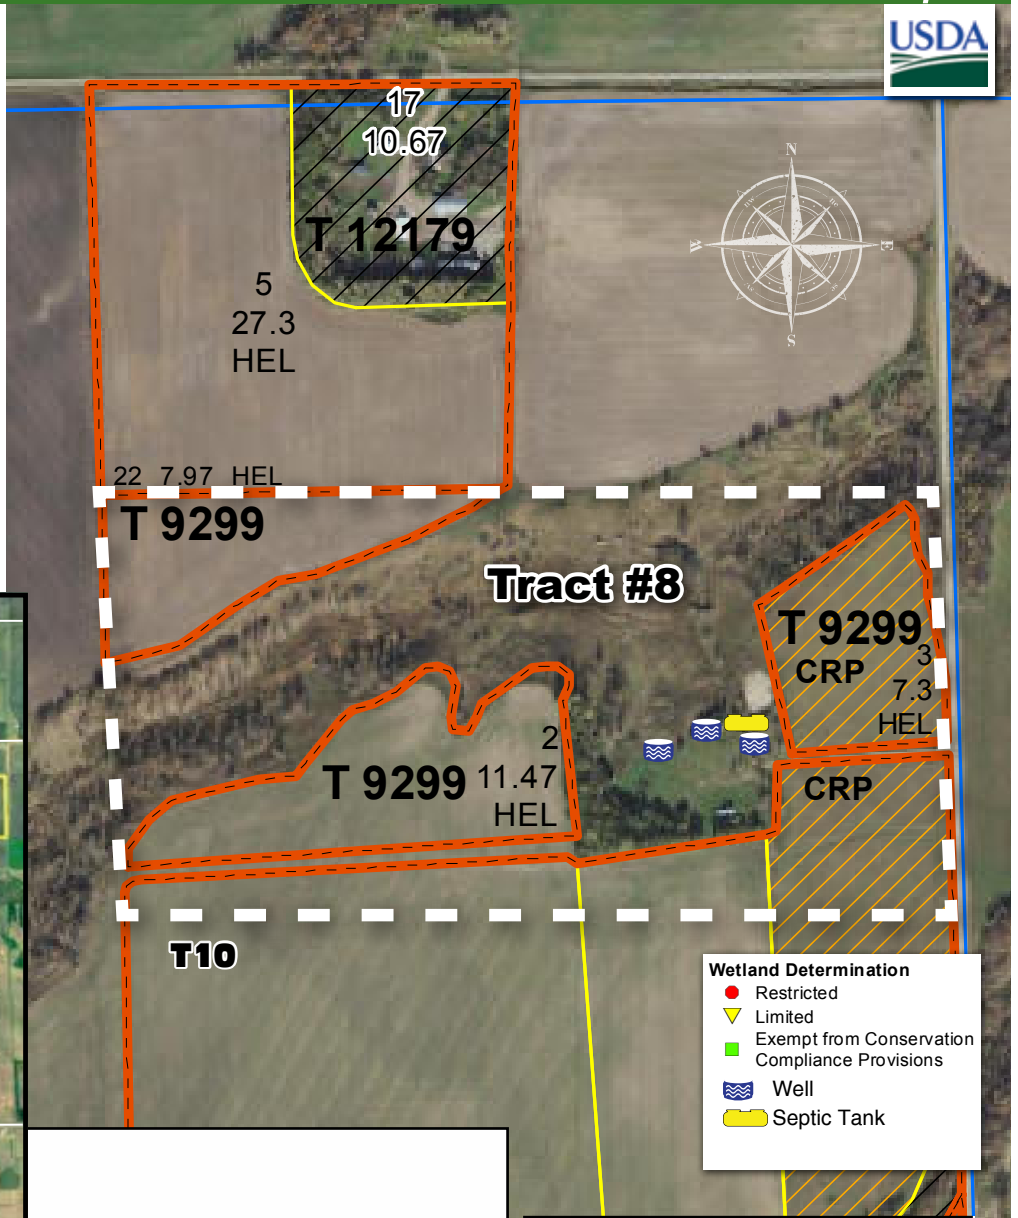 USDA
17
10.67
T 12179
N
nw
ne
W
E
S
5
27.3
HEL
22 7.97 HEL
T 9299
Tract #8
T 9299
CRP
3
7.3
HEL
2
T 9299 11.47
HEL
CRP
T10
Wetland Determination
Restricted
Limited
Exempt from Conservation
Compliance Provisions
Well
Septic Tank